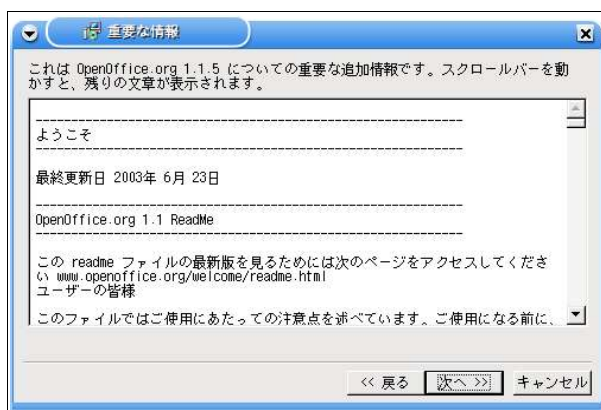 重要な情報
これは OpenOffice.org 1.1.5 についての重要な追加情報です。スクロールバーを動
かすと、残りの文章が表示されます。
------------------------------------------------------------
ようこそ
------------------------------------------------------------
最終更新日 2003年 6月 23日
------------------------------------------------------------
OpenOffice.org 1.1 ReadMe
------------------------------------------------------------
この readme ファイルの最新版を見るためには次のページをアクセスしてくださ
い www.openoffice.org/welcome/readme.html
ユーザーの皆様
このファイルではご使用にあたっての注意点を述べています。ご使用になる前に、
<< 戻る 次へ >> キャンセル